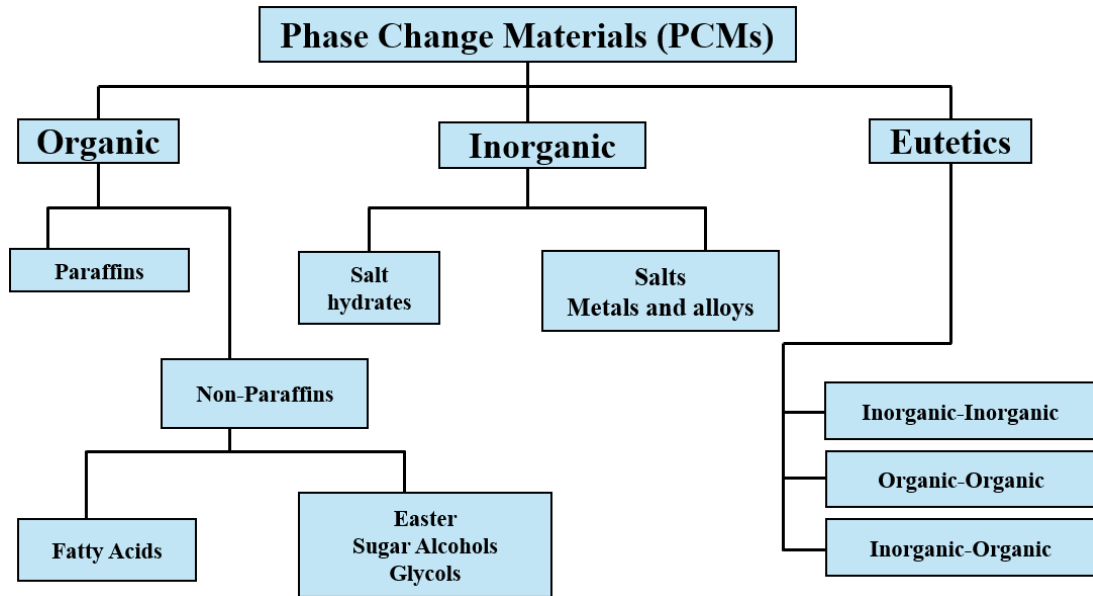 Phase Change Materials (PCMs)
Organic
Inorganic
Eutetics
Paraffins
Salt
hydrates
Salts
Metals and alloys
Non-Paraffins
Inorganic-Inorganic
Organic-Organic
Inorganic-Organic
Fatty Acids
Easter
Sugar Alcohols
Glycols